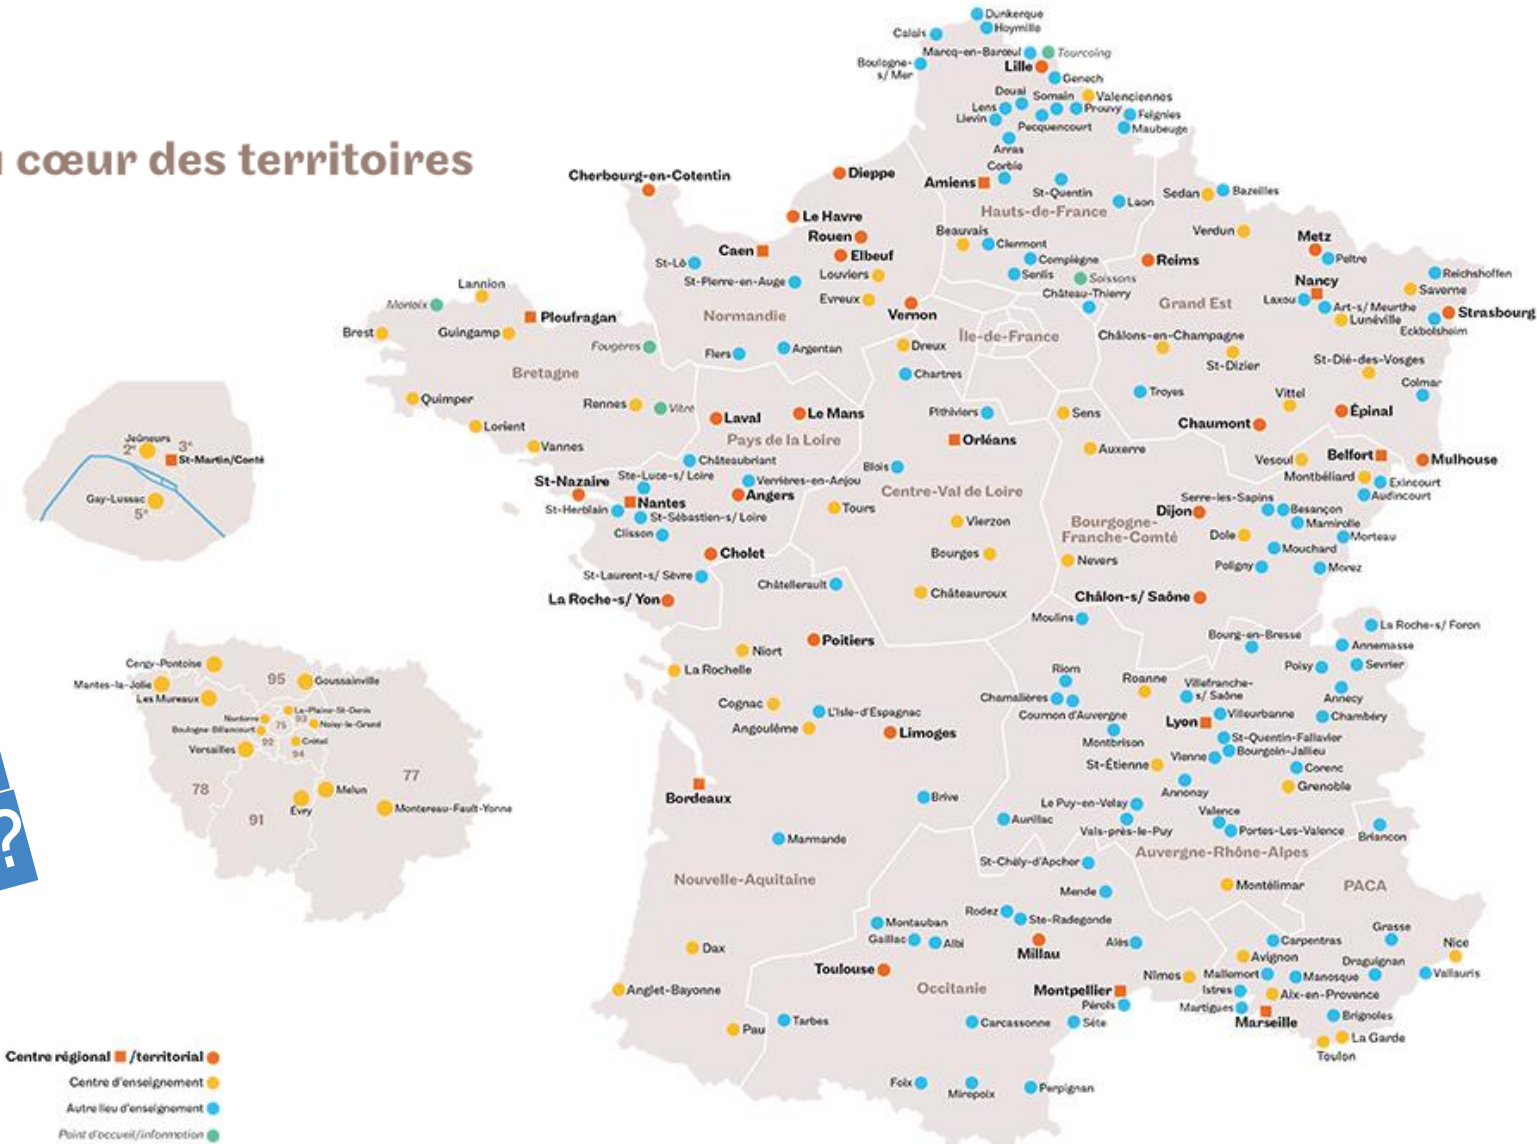 cœur des territoires
Dunkerque
Hoymille
Calais
Marcq-en-Barœul
Tourcoing
Boulogne-
s/ Mer
Lille
Genech
Douai
Somain
Valenciennes
Lens
Prouvy
Feignies
Lievin
Pecquencourt
Maubeuge
Arras
Corbie
Amiens
St-Quentin
Laon
Hauts-de-France
Beauvais
Clermont
Compiègne
Senlis
Soissons
Château-Thierry
Cherbourg-en-Cotentin
Dieppe
Le Havre
Rouen
Caen
Elbeuf
St-Lô
Louviers
St-Pierre-en-Auge
Evreux
Vernon
Normandie
Flers
Argentan
Sedan
Bazeilles
Verdun
Metz
Peltre
Reims
Nancy
Reichshoffen
Saverne
Laxou
Art-s/ Meurthe
Lunéville
Strasbourg
Eckbolsheim
Grand Est
Châlons-en-Champagne
St-Dizier
St-Dié-des-Vosges
Colmar
Troyes
Vittel
Épinal
Chaumont
Mulhouse
Lannion
Morlaix
Ploufragan
Brest
Guingamp
Fougères
Bretagne
Quimper
Rennes
Vitré
Lorient
Vannes
Île-de-France
Dreux
Chartres
Pithiviers
Orléans
Blois
Centre-Val de Loire
Tours
Vierzon
Bourges
Châteauroux
Laval
Le Mans
Pays de la Loire
Châteaubriant
Ste-Luce-s/ Loire
Verrières-en-Anjou
St-Nazaire
Nantes
Angers
St-Herblain
St-Sébastien-s/ Loire
Clisson
Cholet
St-Laurent-s/ Sèvre
La Roche-s/ Yon
Sens
Auxerre
Belfort
Vesoul
Montbéliard
Exincourt
Audincourt
Serre-les-Sapins
Besançon
Dijon
Mamirolle
Bourgogne-
Franche-Comté
Dole
Morteau
Mouchard
Nevers
Poligny
Morez
Châlon-s/ Saône
Châtellerault
Poitiers
Niort
La Rochelle
Cognac
L'Isle-d'Espagnac
Angoulême
Limoges
Bordeaux
Brive
Marmande
Nouvelle-Aquitaine
Dax
Anglet-Bayonne
Pau
Moulins
Bourg-en-Bresse
La Roche-s/ Foron
Annemasse
Poisy
Sevrier
Riom
Roanne
Villefranche-
s/ Saône
Annecy
Chamalières
Cournon d'Auvergne
Lyon
Villeurbanne
Chambéry
Montbrison
St-Quentin-Fallavier
Vienne
Bourgoin-Jallieu
St-Étienne
Corenc
Annonay
Grenoble
Le Puy-en-Velay
Valence
Aurillac
Vals-près-le-Puy
Portes-Les-Valence
Briancon
Auvergne-Rhône-Alpes
Montélimar
St-Chély-d'Apcher
Mende
Rodez
Ste-Radegonde
Montauban
Gaillac
Albi
Millau
Alès
Toulouse
Occitanie
Nîmes
Montpellier
Pérols
Tarbes
Carcassonne
Sète
Foix
Mirepoix
Perpignan
PACA
Carpentras
Grasse
Avignon
Nice
Draguignan
Mallemort
Manosque
Vallauris
Istres
Aix-en-Provence
Martigues
Marseille
Brignoles
La Garde
Toulon
Jeûneurs
2e
3e
St-Martin/Conté
Gay-Lussac
5e
Cergy-Pontoise
95
Goussainville
Mantes-la-Jolie
Les Mureaux
La-Plaine-St-Denis
Nanterre
93
Noisy-le-Grand
75
Boulogne-Billancourt
92
Créteil
94
Versailles
78
77
Melun
Évry
91
Montereau-Fault-Yonne
?
Centre régional /territorial
Centre d'enseignement
Autre lieu d'enseignement
Point d'accueil/information